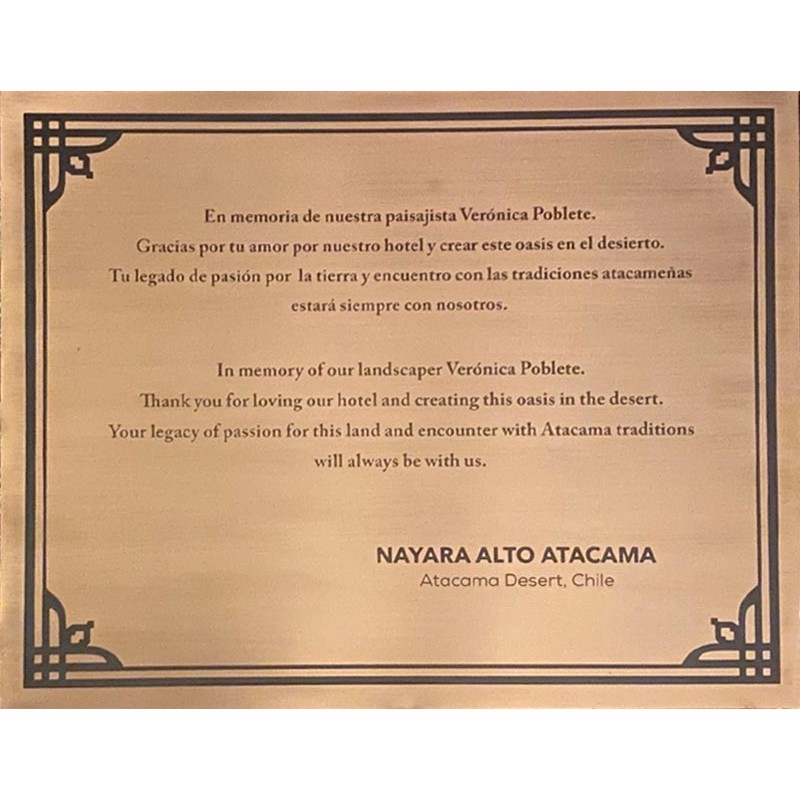 En memoria de nuestra paisajista Verónica Poblete.
Gracias por tu amor por nuestro hotel y crear este oasis en el desierto.
Tu legado de pasión por la tierra y encuentro con las tradiciones atacameñas
estará siempre con nosotros.
In memory of our landscaper Verónica Poblete.
Thank you for loving our hotel and creating this oasis in the desert.
Your legacy of passion for this land and encounter with Atacama traditions
will always be with us.
NAYARA ALTO ATACAMA
Atacama Desert, Chile